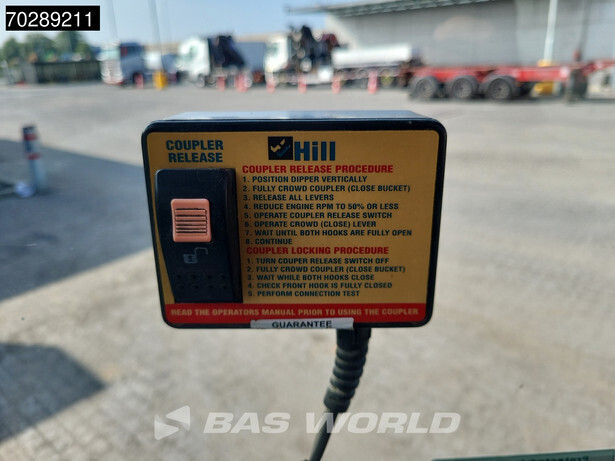 70289211
COUPLER
RELEASE
Hill
COUPLER RELEASE PROCEDURE
1. POSITION DIPPER VERTICALLY
2. FULLY CROWD COUPLER (CLOSE BUCKET)
3. RELEASE ALL LEVERS
4. REDUCE ENGINE RPM TO 50% OR LESS
5. OPERATE COUPLER RELEASE SWITCH
6. OPERATE CROWD (CLOSE) LEVER
7. WAIT UNTIL BOTH HOOKS ARE FULLY OPEN
8. CONTINUE
COUPLER LOCKING PROCEDURE
1. TURN COUPER RELEASE SWITCH OFF
2. FULLY CROWD COUPLER (CLOSE BUCKET)
3. WAIT WHILE BOTH HOOKS CLOSE
4. CHECK FRONT HOOK IS FULLY CLOSED
5. PERFORM CONNECTION TEST
READ THE OPERATORS MANUAL PRIOR TO USING THE COUPLER
GUARANTEE
BAS WORLD